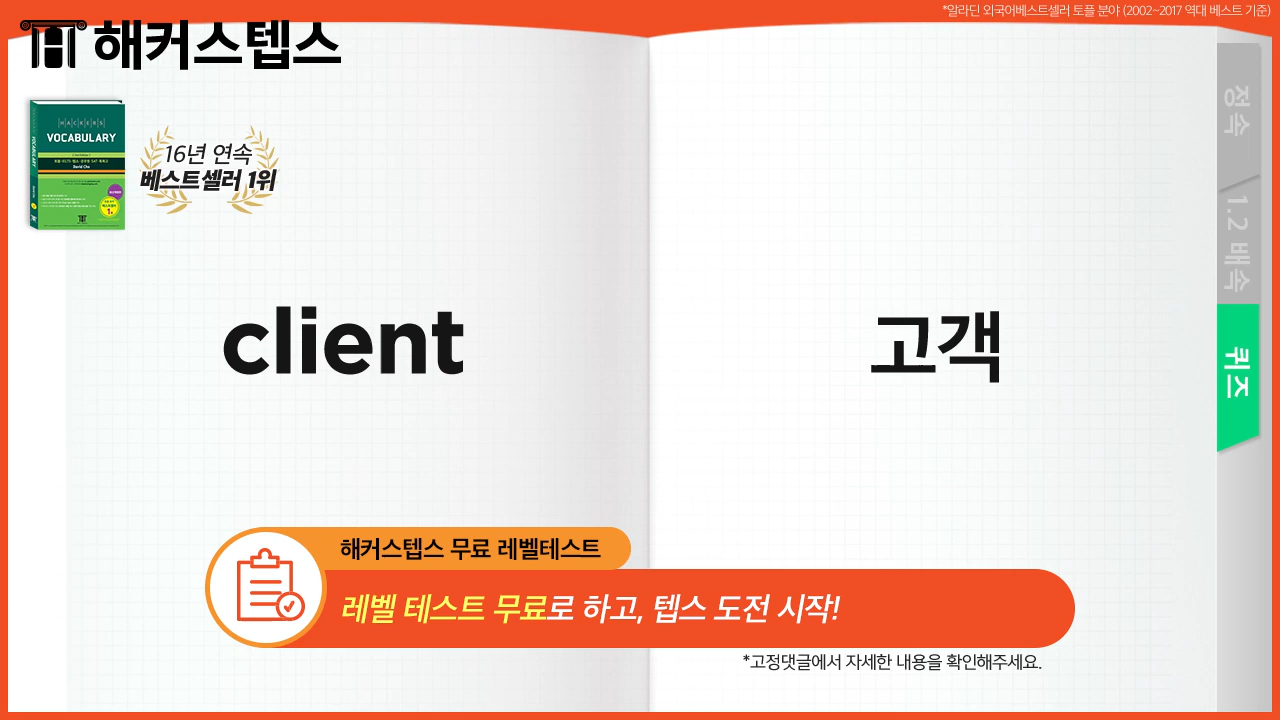 *알라딘 외국어베스트셀러 토플 분야 (2002~2017 역대 베스트 기준)
해커스텝스
HACKERS
VOCABULARY
16년 연속
베스트셀러 1위
정속
1.2 배속
퀴즈
client
고객
해커스텝스 무료 레벨테스트
레벨 테스트 무료로 하고, 텝스 도전 시작!
*고정댓글에서 자세한 내용을 확인해주세요.